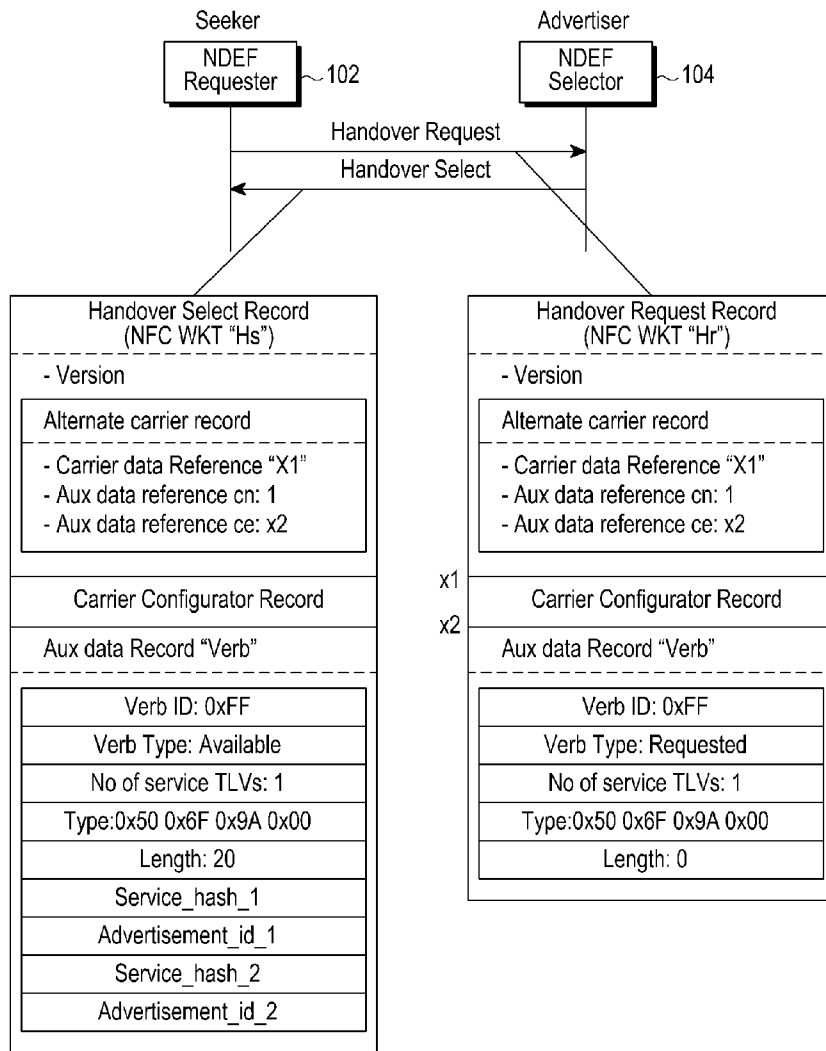 Seeker
Advertiser
NDEF
Requester
102
NDEF
Selector
104
Handover Request
Handover Select
Handover Select Record
(NFC WKT “Hs”)
- Version
Alternate carrier record
- Carrier data Reference “X1”
- Aux data reference cn: 1
- Aux data reference ce: x2
Carrier Configurator Record
Aux data Record “Verb”
Verb ID: 0xFF
Verb Type: Available
No of service TLVs: 1
Type:0x50 0x6F 0x9A 0x00
Length: 20
Service_hash_1
Advertisement_id_1
Service_hash_2
Advertisement_id_2
Handover Request Record
(NFC WKT “Hr”)
- Version
Alternate carrier record
- Carrier data Reference “X1”
- Aux data reference cn: 1
- Aux data reference ce: x2
x1
Carrier Configurator Record
x2
Aux data Record “Verb”
Verb ID: 0xFF
Verb Type: Requested
No of service TLVs: 1
Type:0x50 0x6F 0x9A 0x00
Length: 0